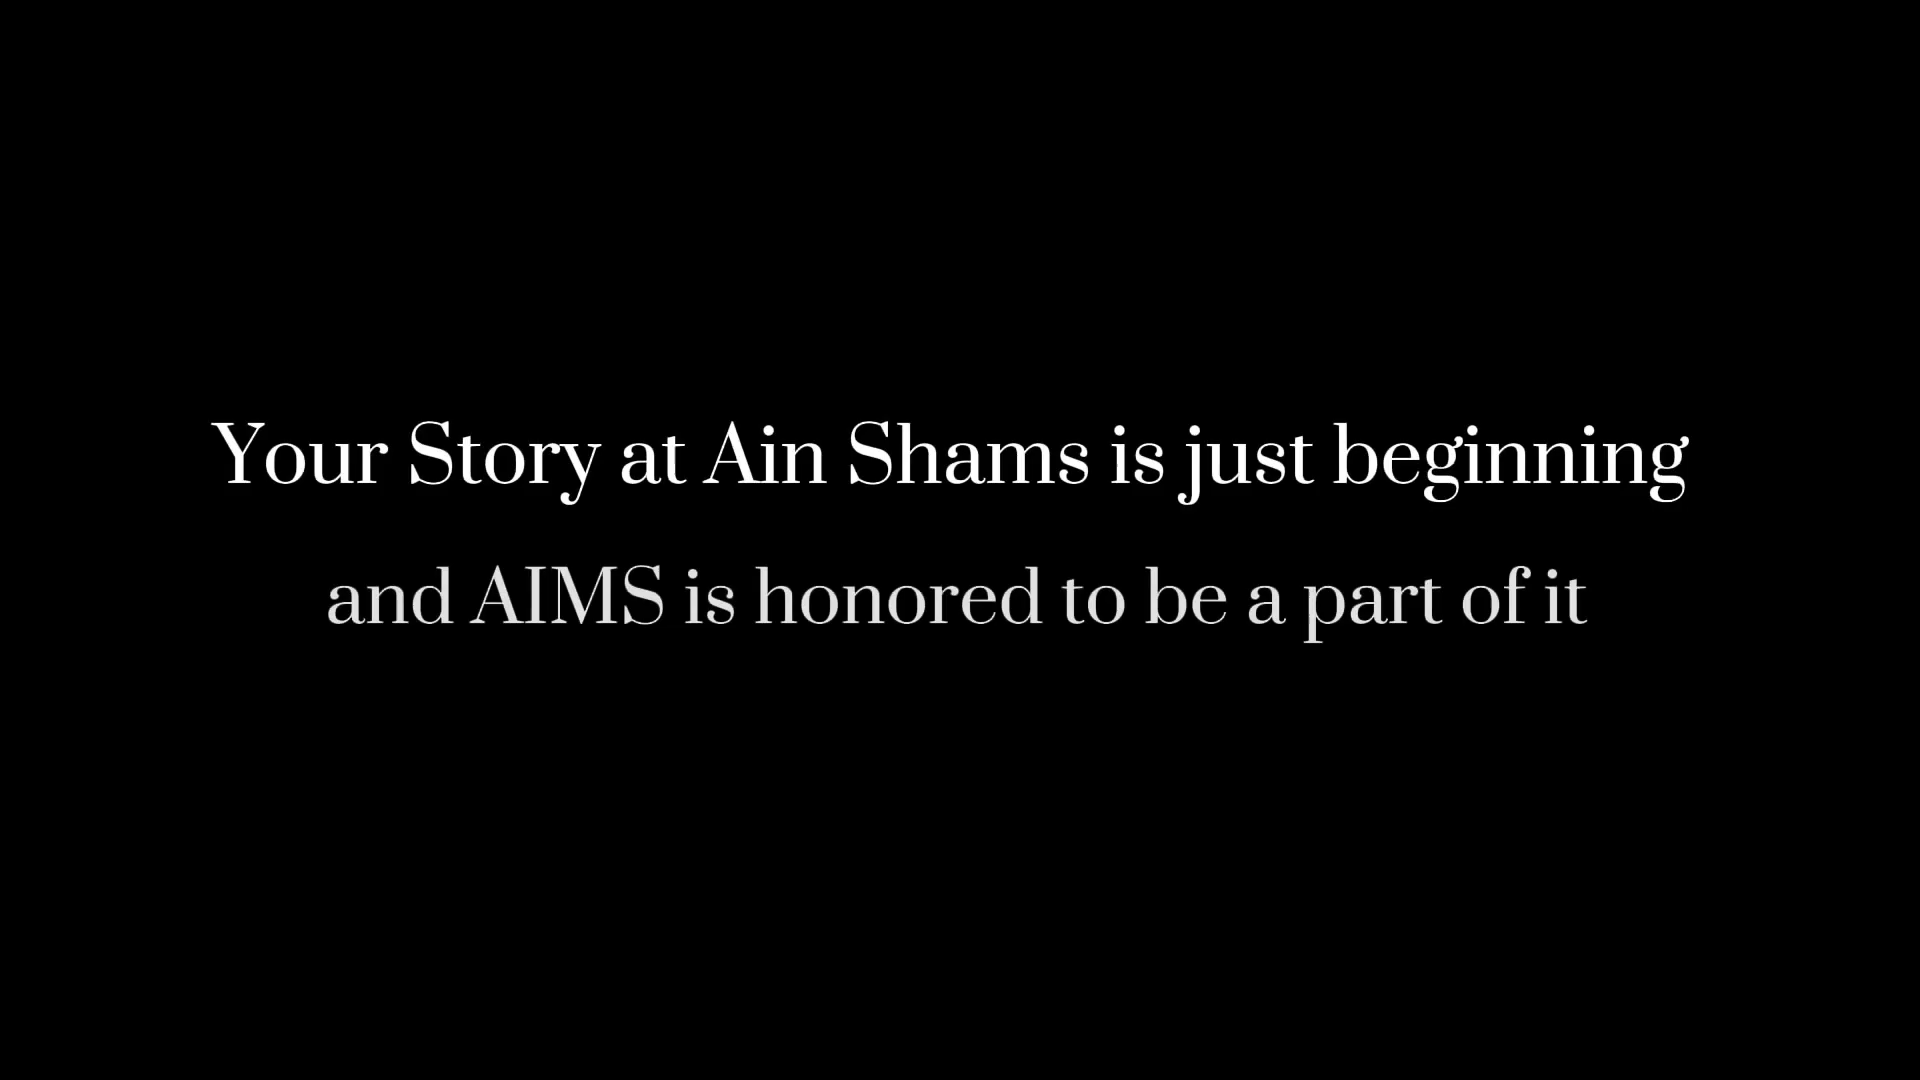 Your Story at Ain Shams is just beginning
and AIMS is honored to be a part of it